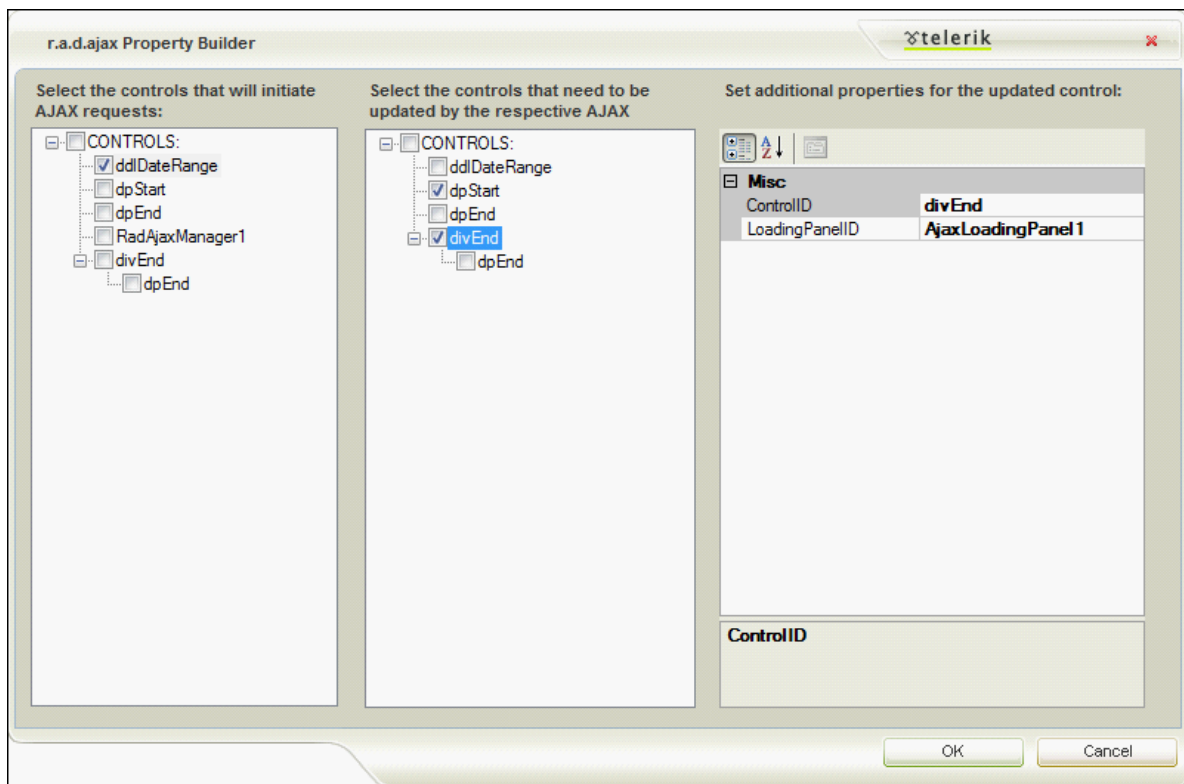 r.a.d.ajax Property Builder
telerik
Select the controls that will initiate
AJAX requests:
CONTROLS:
ddlDateRange
dpStart
dpEnd
RadAjaxManager1
divEnd
dpEnd
Select the controls that need to be
updated by the respective AJAX
CONTROLS:
ddlDateRange
dpStart
dpEnd
divEnd
dpEnd
Set additional properties for the updated control:
A
Z
Misc
ControlID divEnd
LoadingPanelID AjaxLoadingPanel1
ControlID
OK Cancel